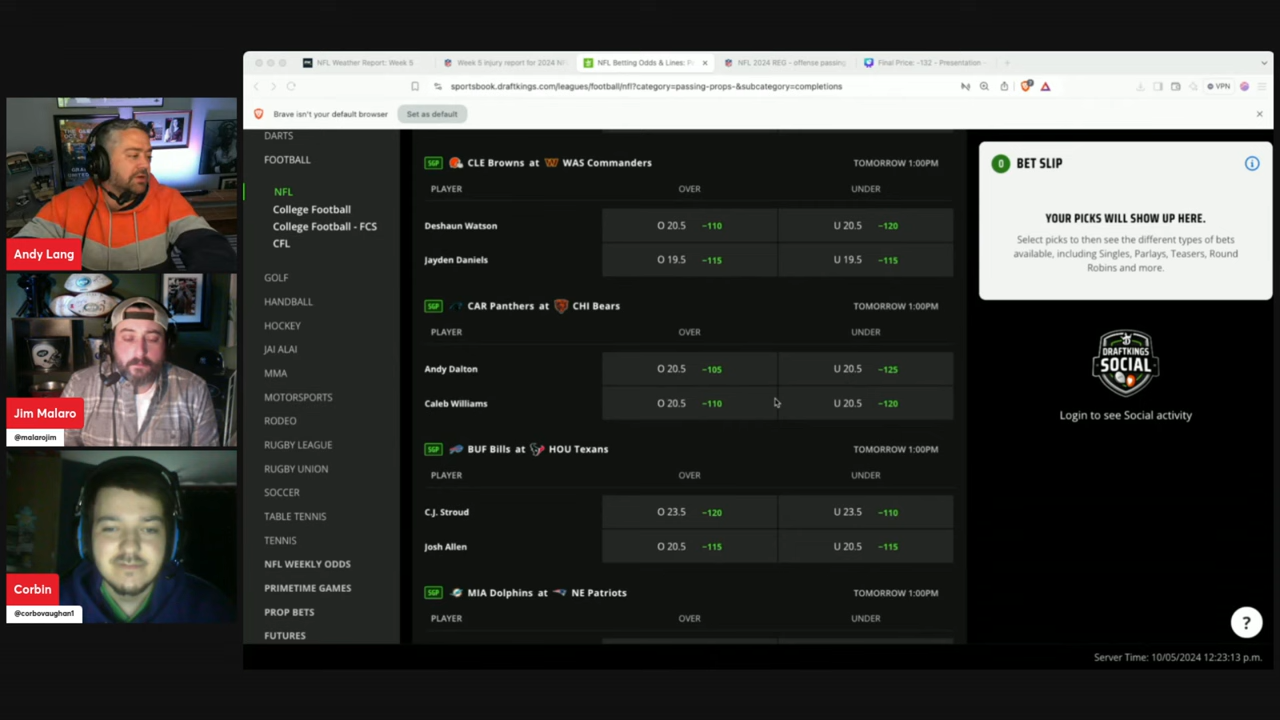 NFL Weather Report: Week 5
Week 5 injury report for 2024 N
NFL Betting Odds & Lines: P
NFL 2024 REG - offense passing
Final Price: -132 - Presentation
sportsbook.draftkings.com/leagues/football/nfl?category=passing-props-&subcategory=completions
VPN
Brave isn't your default browser
Set as default
DARTS
FOOTBALL
NFL
College Football
College Football - FCS
CFL
GOLF
HANDBALL
HOCKEY
JAI ALAI
MMA
MOTORSPORTS
RODEO
RUGBY LEAGUE
RUGBY UNION
SOCCER
TABLE TENNIS
TENNIS
NFL WEEKLY ODDS
PRIMETIME GAMES
PROP BETS
FUTURES
SGP CLE Browns at WAS Commanders TOMORROW 1:00PM
PLAYER OVER UNDER
Deshaun Watson O 20.5 −110 U 20.5 −120
Jayden Daniels O 19.5 −115 U 19.5 −115
SGP CAR Panthers at CHI Bears TOMORROW 1:00PM
PLAYER OVER UNDER
Andy Dalton O 20.5 −105 U 20.5 −125
Caleb Williams O 20.5 −110 U 20.5 −120
SGP BUF Bills at HOU Texans TOMORROW 1:00PM
PLAYER OVER UNDER
C.J. Stroud O 23.5 −120 U 23.5 −110
Josh Allen O 20.5 −115 U 20.5 −115
SGP MIA Dolphins at NE Patriots TOMORROW 1:00PM
PLAYER OVER UNDER
0 BET SLIP
YOUR PICKS WILL SHOW UP HERE.
Select picks to then see the different types of bets
available, including Singles, Parlays, Teasers, Round
Robins and more.
DRAFTKINGS
SOCIAL
Login to see Social activity
?
Server Time: 10/05/2024 12:23:13 p.m.
Andy Lang
Jim Malaro
@malarojim
Corbin
@corbovaughan1